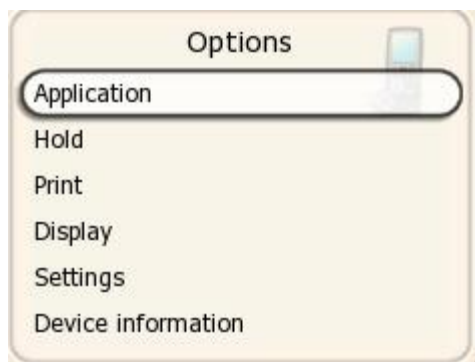 Options
Application
Hold
Print
Display
Settings
Device information